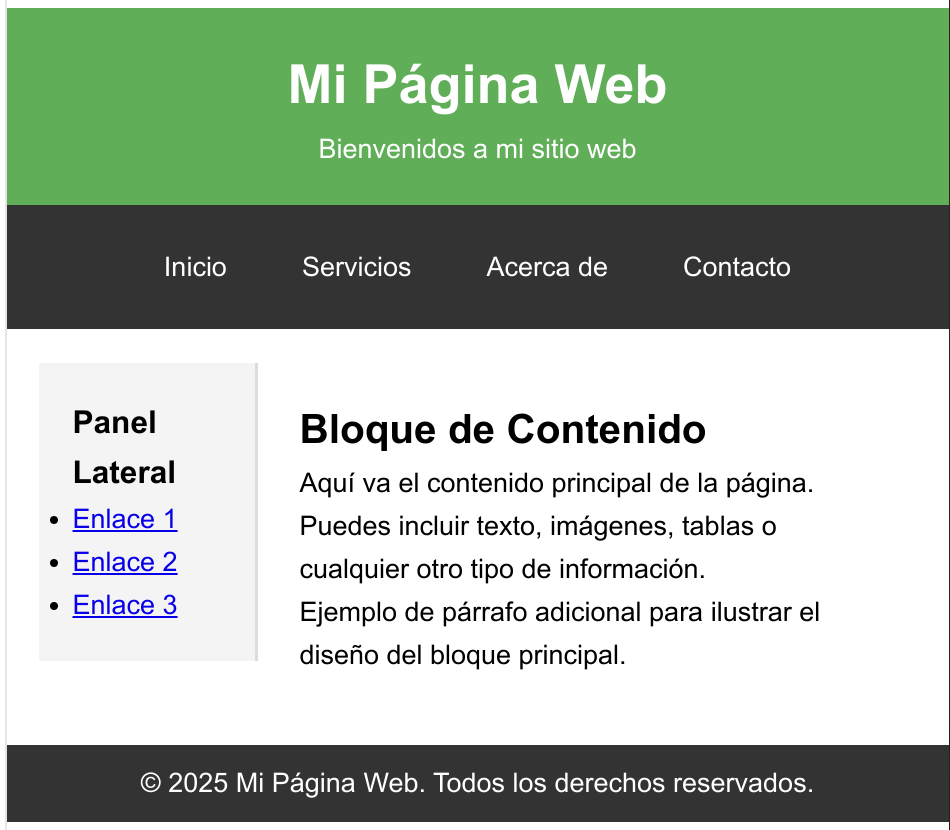 Mi Página Web
Bienvenidos a mi sitio web
Inicio Servicios Acerca de Contacto
Panel
Lateral
Enlace 1
Enlace 2
Enlace 3
Bloque de Contenido
Aquí va el contenido principal de la página.
Puedes incluir texto, imágenes, tablas o
cualquier otro tipo de información.
Ejemplo de párrafo adicional para ilustrar el
diseño del bloque principal.
© 2025 Mi Página Web. Todos los derechos reservados.